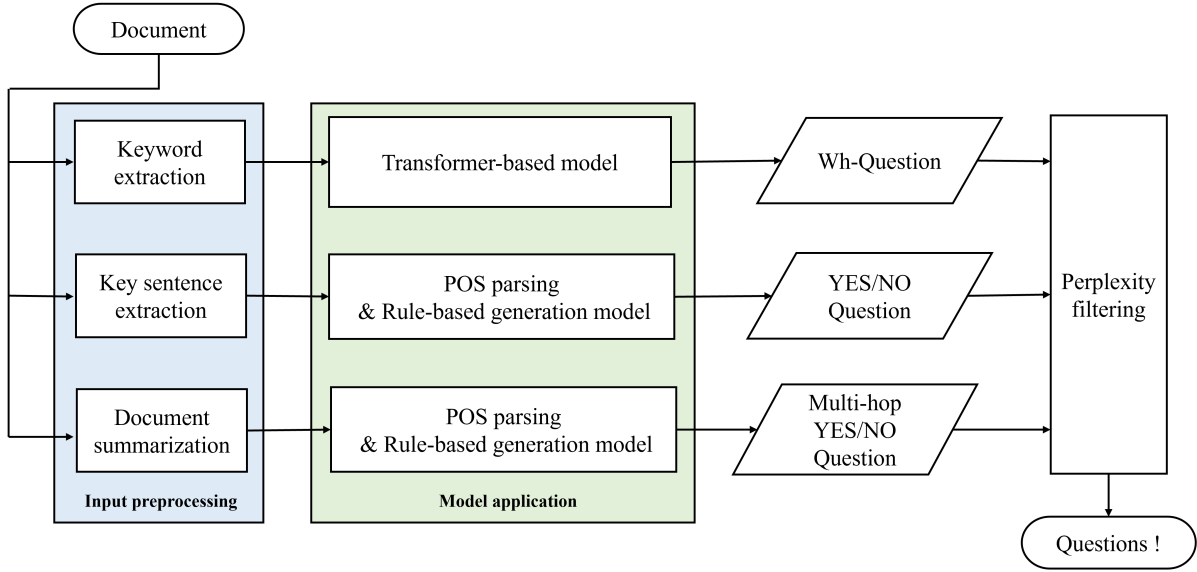 Document
Keyword
extraction
Transformer-based model
Wh-Question
Key sentence
extraction
POS parsing
& Rule-based generation model
YES/NO
Question
Perplexity
filtering
Document
summarization
POS parsing
& Rule-based generation model
Multi-hop
YES/NO
Question
Input preprocessing
Model application
Questions !